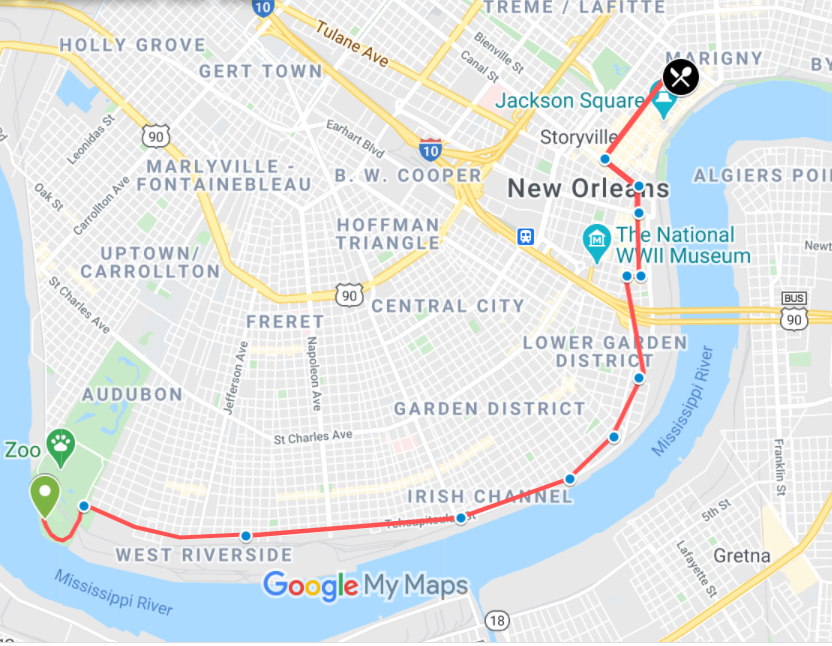 TREME / LAFITTE
10
HOLLY GROVE
Tulane Ave
Bienville St
MARIGNY
BY
GERT TOWN
Canal St
Jackson Square
Leonidas St
90
Earhart Blvd
10
Storyville
MARLYVILLE -
FONTAINEBLEAU
B. W. COOPER
ALGIERS POI
Oak St
Carrollton Ave
New Orleans
HOFFMAN
TRIANGLE
The National
WWII Museum
Newt
UPTOWN/
CARROLLTON
St Charles Ave
90
CENTRAL CITY
BUS
90
FRERET
LOWER GARDEN
DISTRICT
Jefferson Ave
Napoleon Ave
Mississippi River
AUDUBON
GARDEN DISTRICT
St Charles Ave
Zoo
Franklin St
IRISH CHANNEL
5th St
WEST RIVERSIDE
Gretna
Lafayette St
Mississippi River
Google My Maps
18